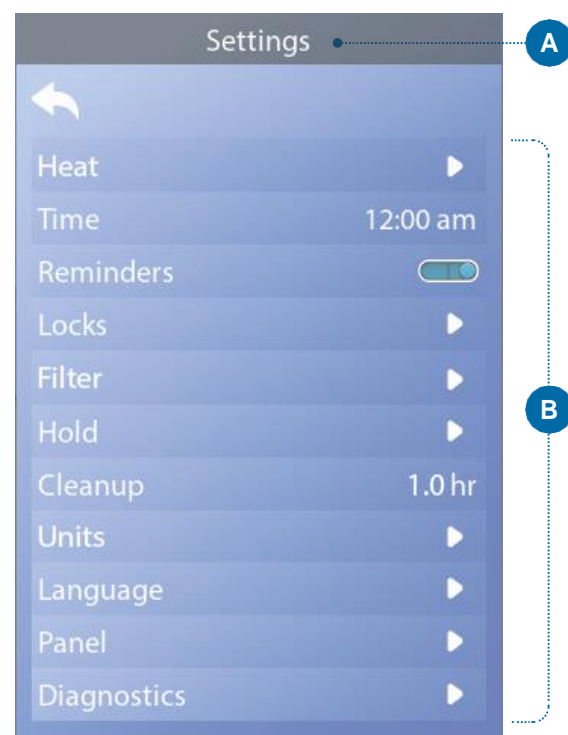 Settings
A
Heat
Time 12:00 am
Reminders
Locks
Filter
Hold
B
Cleanup 1.0 hr
Units
Language
Panel
Diagnostics